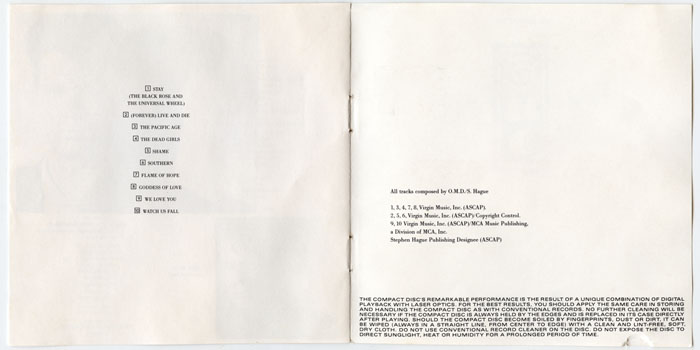 1 STAY
(THE BLACK ROSE AND
THE UNIVERSAL WHEEL)
2 (FOREVER) LIVE AND DIE
3 THE PACIFIC AGE
4 THE DEAD GIRLS
5 SHAME
6 SOUTHERN
7 FLAME OF HOPE
8 GODDESS OF LOVE
9 WE LOVE YOU
10 WATCH US FALL
All tracks composed by O.M.D./S. Hague
1, 3, 4, 7, 8, Virgin Music, Inc. (ASCAP).
2, 5, 6, Virgin Music, Inc. (ASCAP)/Copyright Control.
9, 10 Virgin Music, Inc. (ASCAP)/MCA Music Publishing,
a Division of MCA, Inc.
Stephen Hague Publishing Designee (ASCAP)
THE COMPACT DISC'S REMARKABLE PERFORMANCE IS THE RESULT OF A UNIQUE COMBINATION OF DIGITAL
PLAYBACK WITH LASER OPTICS. FOR THE BEST RESULTS, YOU SHOULD APPLY THE SAME CARE IN STORING
AND HANDLING THE COMPACT DISC AS WITH CONVENTIONAL RECORDS. NO FURTHER CLEANING WILL BE
NECESSARY IF THE COMPACT DISC IS ALWAYS HELD BY THE EDGES AND IS REPLACED IN ITS CASE DIRECTLY
AFTER PLAYING. SHOULD THE COMPACT DISC BECOME SOILED BY FINGERPRINTS, DUST OR DIRT, IT CAN
BE WIPED (ALWAYS IN A STRAIGHT LINE, FROM CENTER TO EDGE) WITH A CLEAN AND LINT-FREE, SOFT,
DRY CLOTH. DO NOT USE CONVENTIONAL RECORD CLEANER ON THE DISC. DO NOT EXPOSE THE DISC TO
DIRECT SUNLIGHT, HEAT OR HUMIDITY FOR A PROLONGED PERIOD OF TIME.